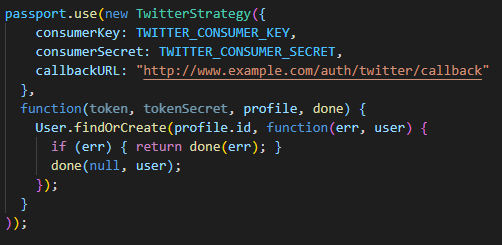 passport.use(new TwitterStrategy({
    consumerKey: TWITTER_CONSUMER_KEY,
    consumerSecret: TWITTER_CONSUMER_SECRET,
    callbackURL: "http://www.example.com/auth/twitter/callback"
  },
  function(token, tokenSecret, profile, done) {
    User.findOrCreate(profile.id, function(err, user) {
      if (err) { return done(err); }
      done(null, user);
    });
  }
));